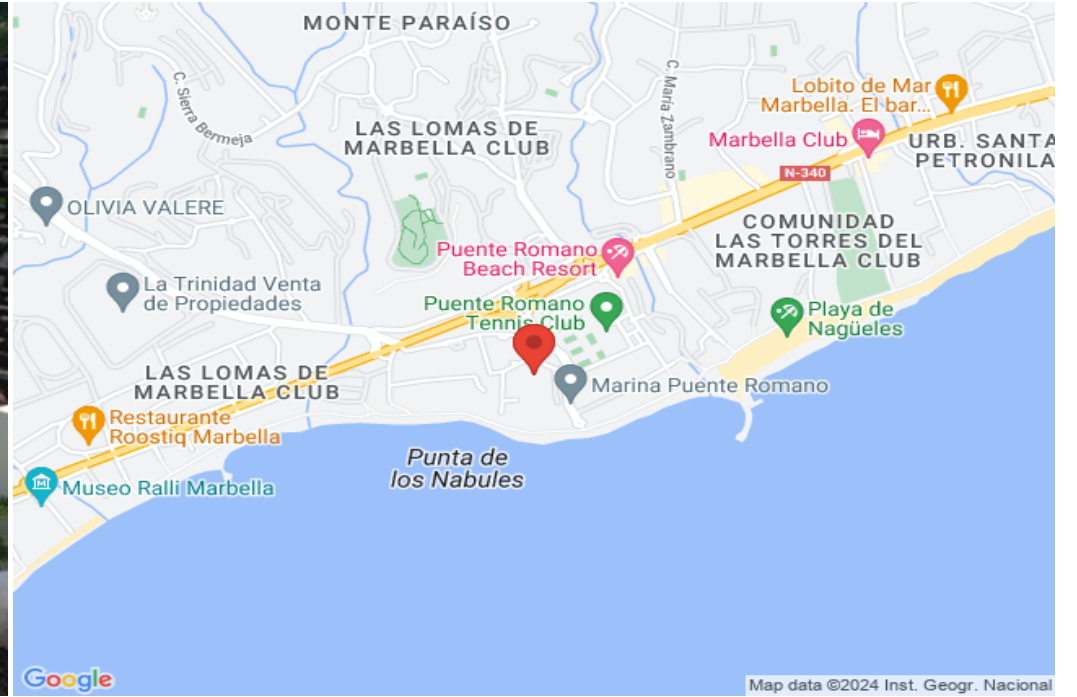 MONTE PARAÍSO
C. Sierra Bermeja
C. María Zambrano
Lobito de Mar
Marbella. El bar...
LAS LOMAS DE
MARBELLA CLUB
Marbella Club
URB. SANTA
PETRONILA
N-340
OLIVIA VALERE
COMUNIDAD
LAS TORRES DEL
MARBELLA CLUB
Puente Romano
Beach Resort
La Trinidad Venta
de Propiedades
Puente Romano
Tennis Club
Playa de
Nagüeles
LAS LOMAS DE
MARBELLA CLUB
Marina Puente Romano
Restaurante
Roostiq Marbella
Punta de
los Nabules
Museo Ralli Marbella
Google
Map data ©2024 Inst. Geogr. Nacional